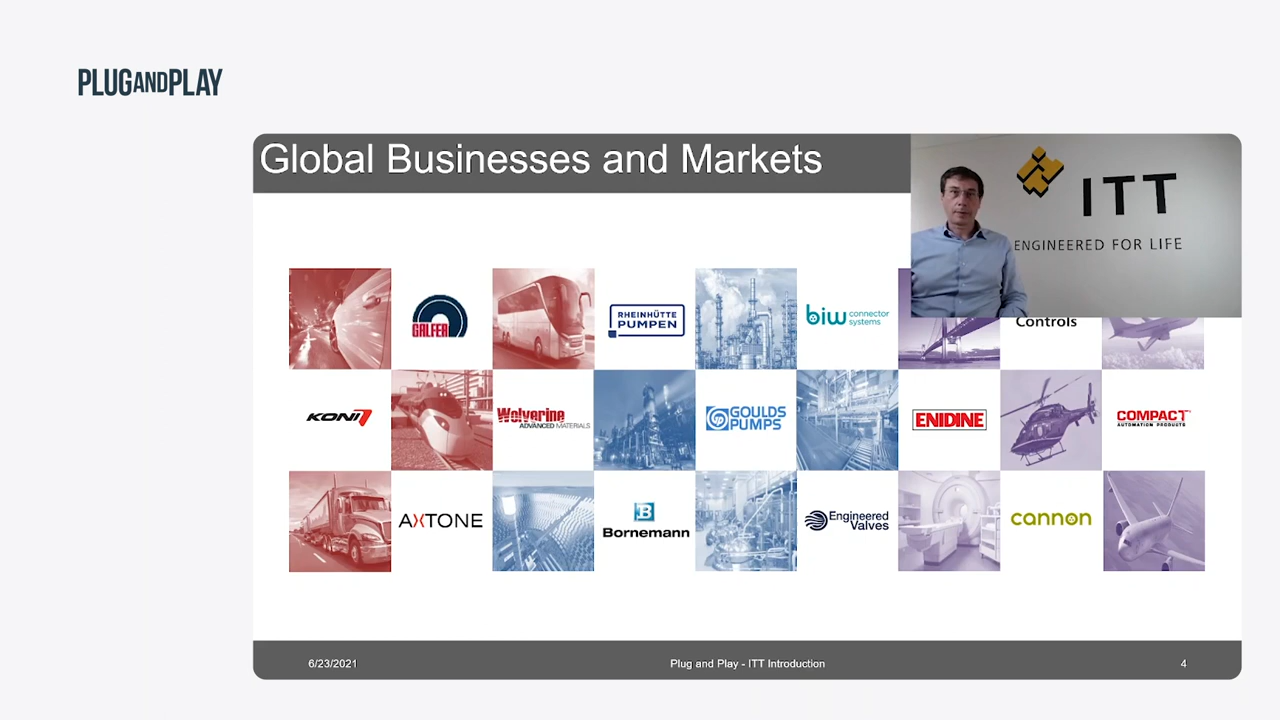 PLUGANDPLAY
Global Businesses and Markets
ITT
ENGINEERED FOR LIFE
GALFER
RHEINHÜTTE
PUMPEN
biw connector
systems
Controls
KONI
Wolverine
ADVANCED MATERIALS
GOULDS
PUMPS
ENIDINE
COMPACT
AUTOMATION PRODUCTS
AXTONE
Bornemann
Engineered
Valves
cannon
6/23/2021
Plug and Play - ITT Introduction
4